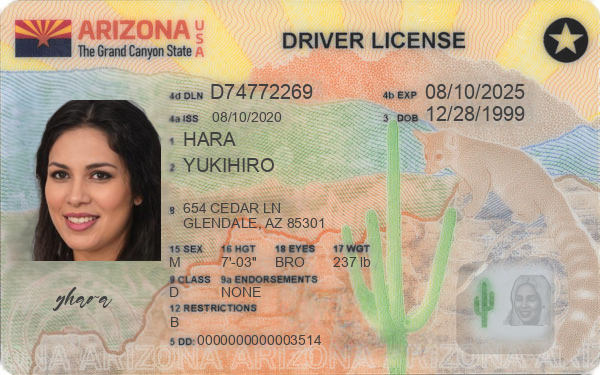 ARIZONA USA
The Grand Canyon State
DRIVER LICENSE
4d DLN D74772269
4b EXP 08/10/2025
4a ISS 08/10/2020
3 DOB 12/28/1999
1 HARA
2 YUKIHIRO
8 654 CEDAR LN
GLENDALE, AZ 85301
15 SEX 16 HGT 18 EYES 17 WGT
M 7'-03" BRO 237 lb
9 CLASS 9a ENDORSEMENTS
D NONE
12 RESTRICTIONS
B
yhara
5 DD: 0000000000003514
ONA ARIZONA ARIZONA ARIZONA ARIZONA ARIZ